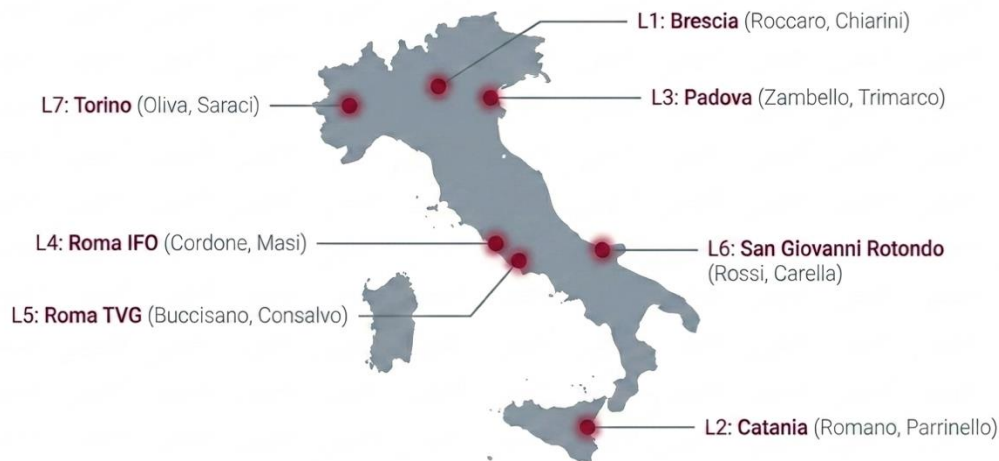 L1: Brescia (Roccaro, Chiarini)
L7: Torino (Oliva, Saraci)
L3: Padova (Zambello, Trimarco)
L4: Roma IFO (Cordone, Masi)
L6: San Giovanni Rotondo
(Rossi, Carella)
L5: Roma TVG (Buccisano, Consalvo)
L2: Catania (Romano, Parrinello)